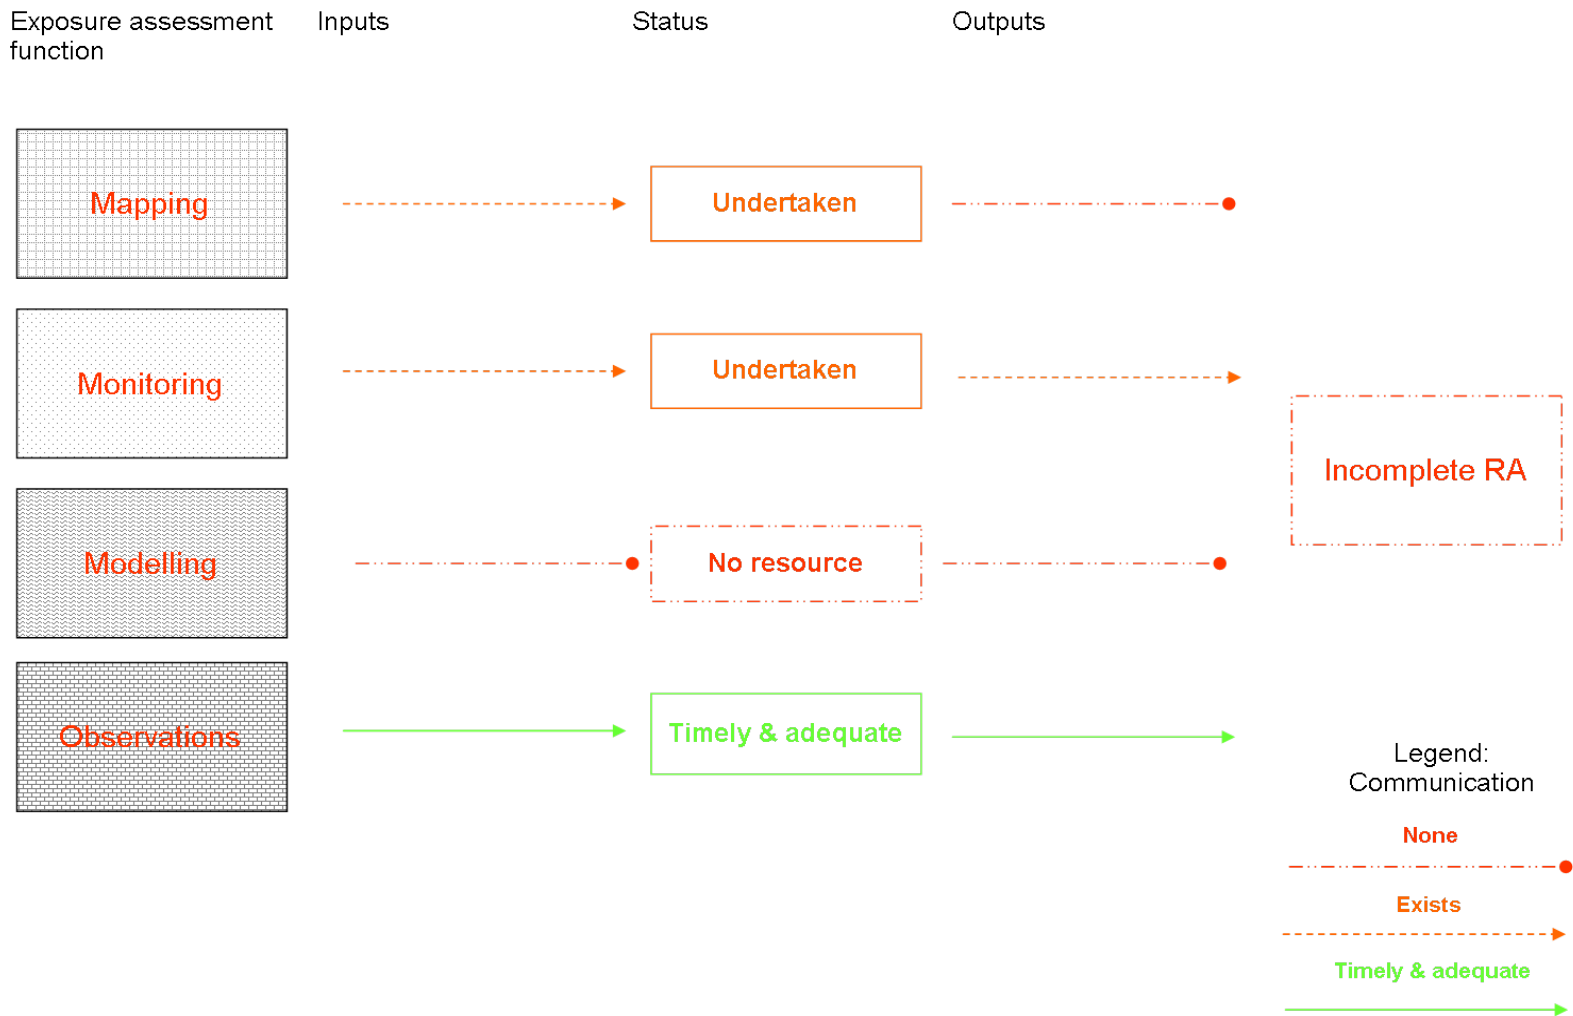 Exposure assessment
function
Inputs
Status
Outputs
Mapping
Undertaken
Monitoring
Undertaken
Incomplete RA
Modelling
No resource
Observations
Timely & adequate
Legend:
Communication
None
Exists
Timely & adequate